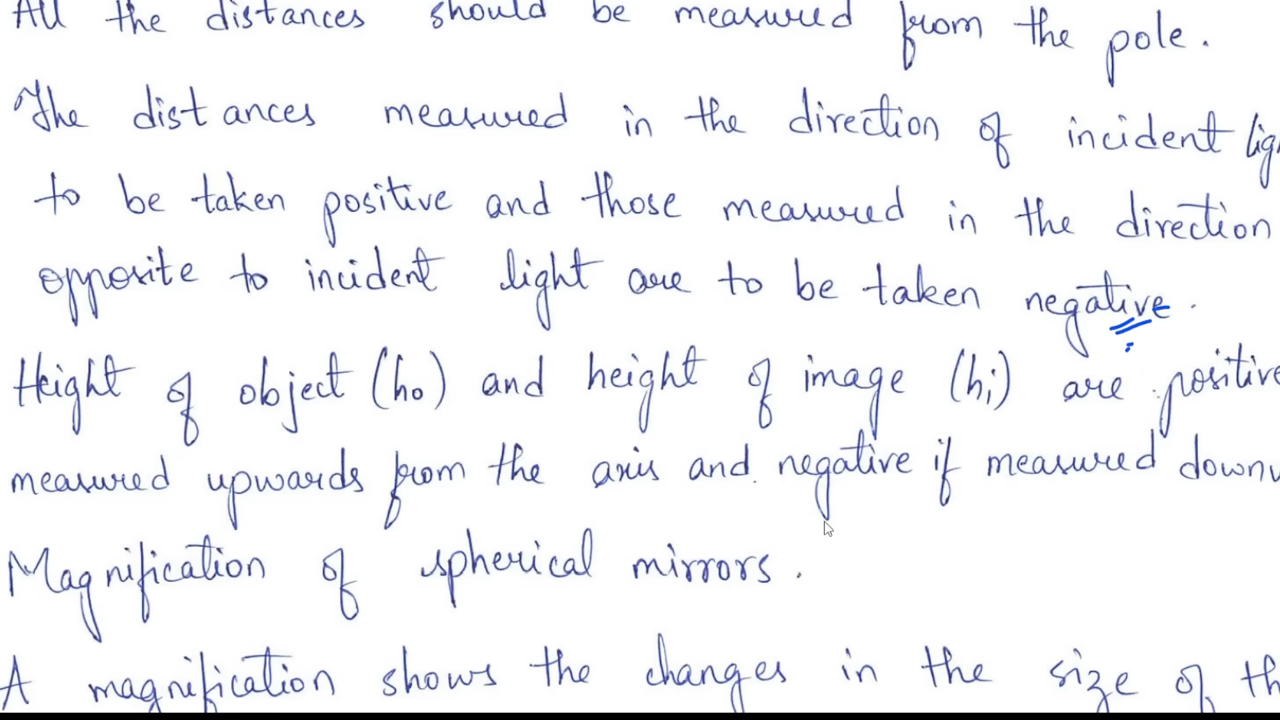 All the distances should be measured from the pole.
The distances measured in the direction of incident
to be taken positive and those measured in the direction
opposite to incident light are to be taken negative.
Height of object (ho) and height of image (hi) are positive
measured upwards from the axis and negative if measured
Magnification of spherical mirrors.
A magnification shows the changes in the size of